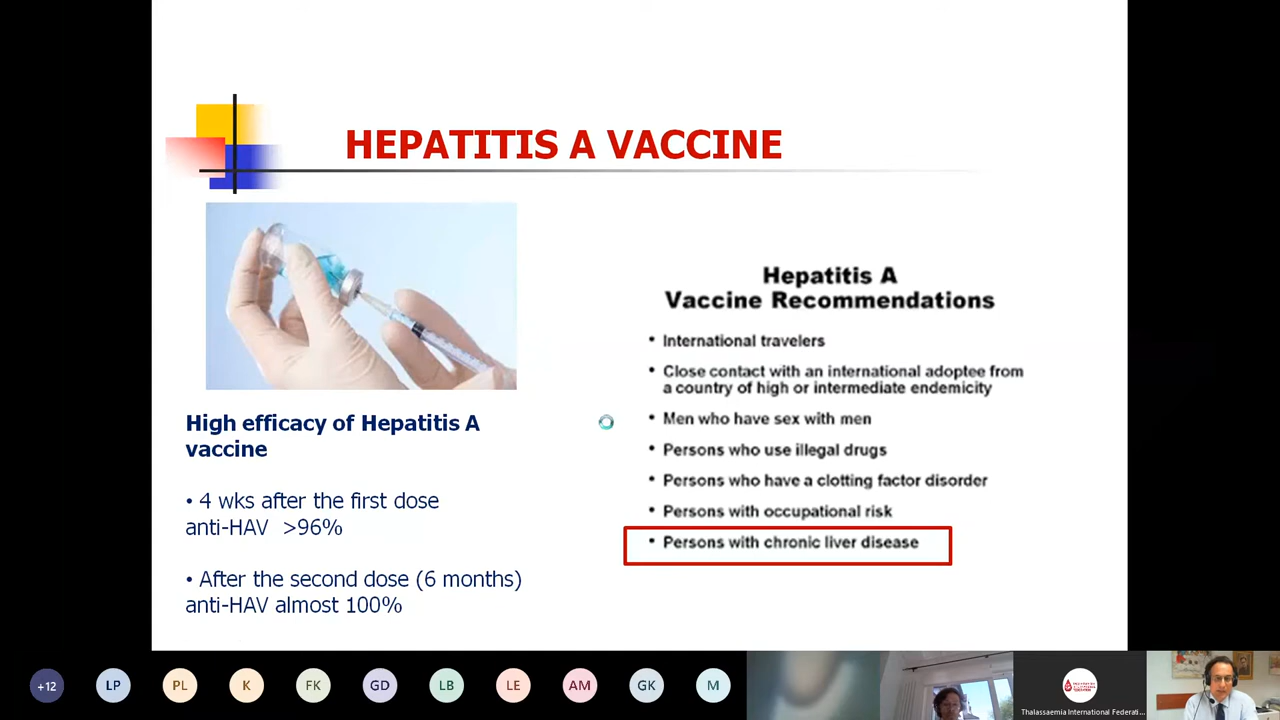 HEPATITIS A VACCINE
High efficacy of Hepatitis A
vaccine
• 4 wks after the first dose
anti-HAV >96%
• After the second dose (6 months)
anti-HAV almost 100%
Hepatitis A
Vaccine Recommendations
• International travelers
• Close contact with an international adoptee from
a country of high or intermediate endemicity
• Men who have sex with men
• Persons who use illegal drugs
• Persons who have a clotting factor disorder
• Persons with occupational risk
• Persons with chronic liver disease
+12 LP PL K FK GD LB LE AM GK M
Thalassaemia International Federati...